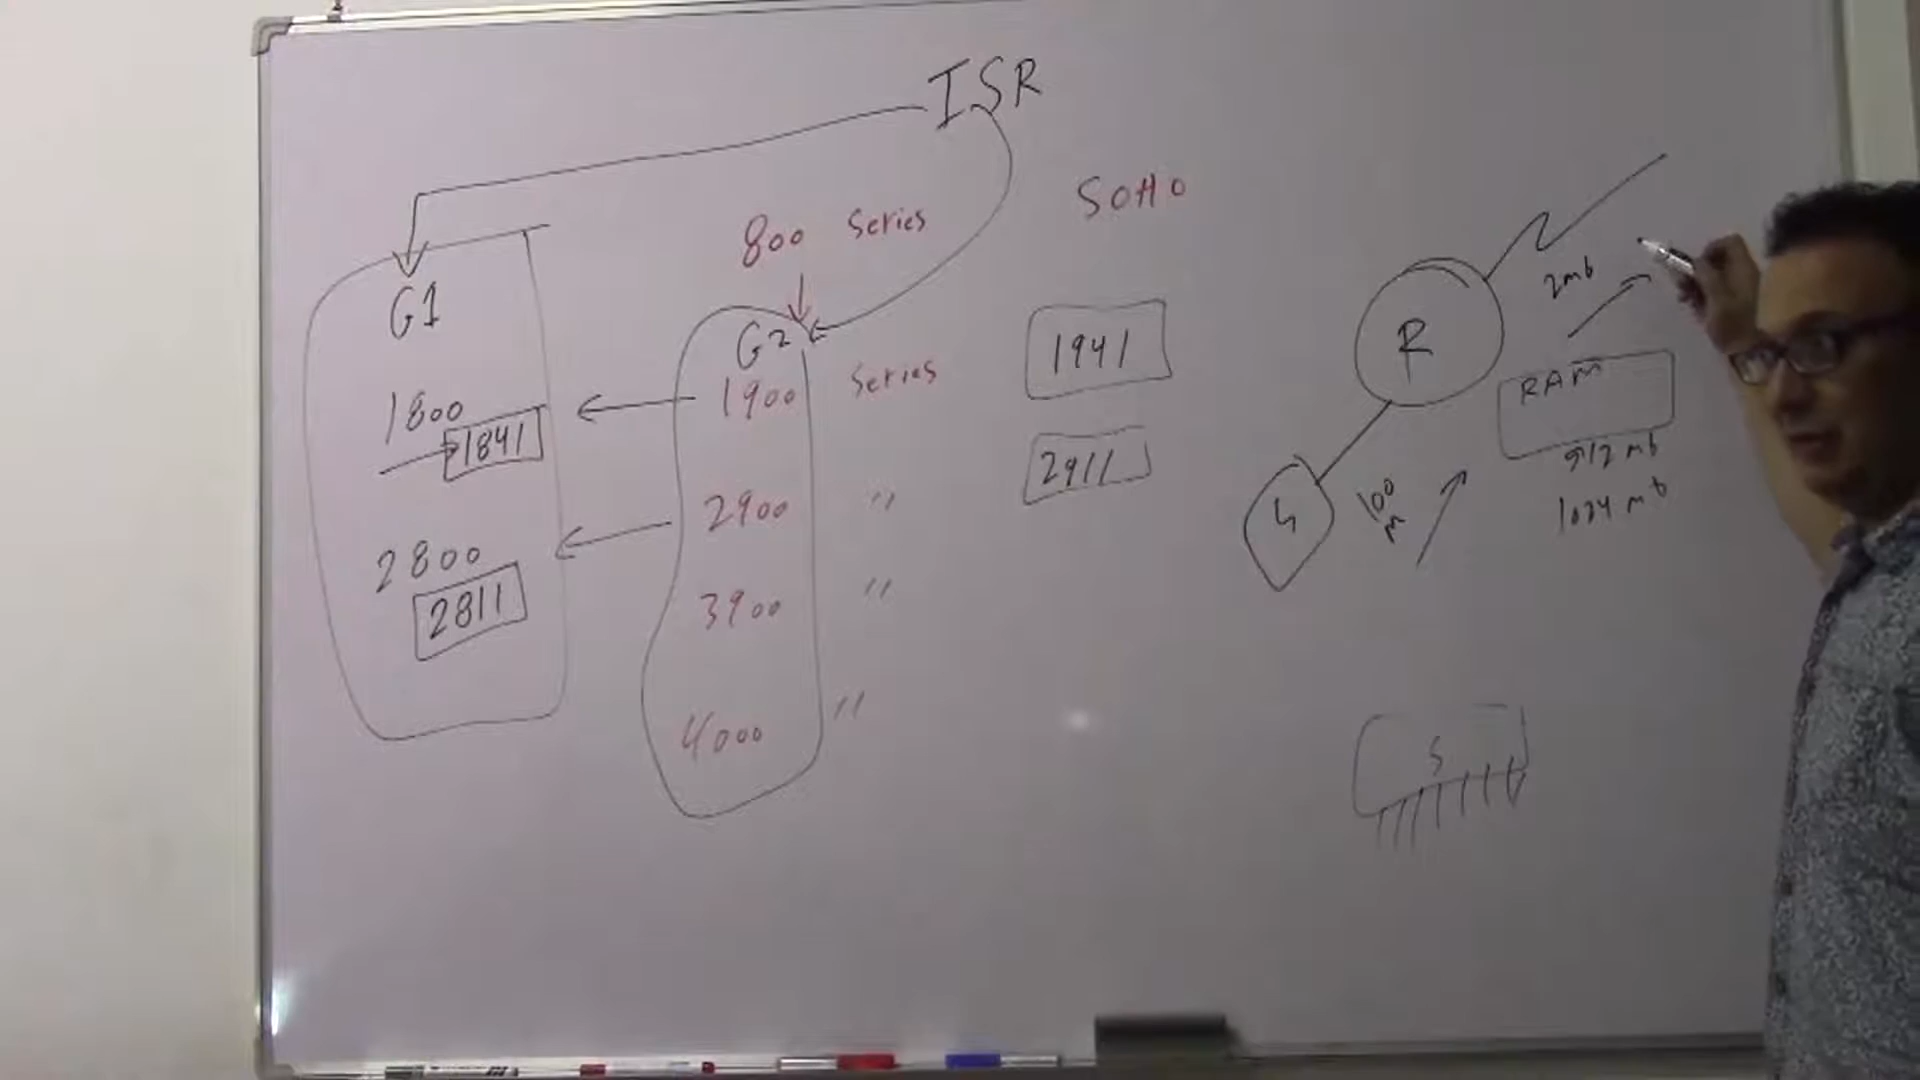 ISR
800 Series SOHO
G1
G2
1900 Series 1941
1800
1841
2911
2900 "
2800
2811
3900 "
4000 "
R
2mb
RAM
512 mb
1024 mb
S
100
M
S